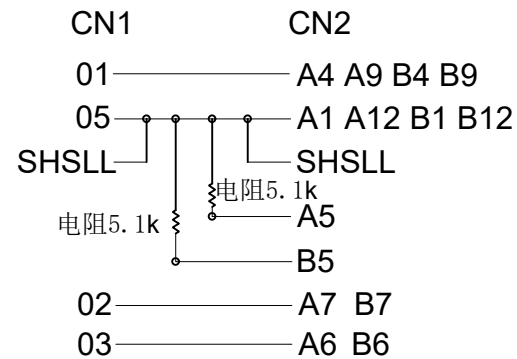 CN1 CN2
01 A4 A9 B4 B9
05 A1 A12 B1 B12
SHSLL SHSLL
电阻5.1k
A5
电阻5.1k
B5
02 A7 B7
03 A6 B6